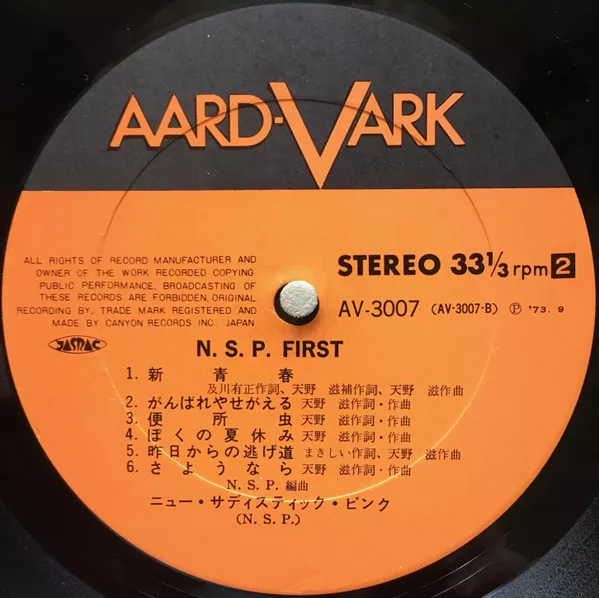 AARD-VARK
ALL RIGHTS OF RECORD MANUFACTURER AND
OWNER OF THE WORK RECORDED COPYING
PUBLIC PERFORMANCE, BROADCASTING OF
THESE RECORDS ARE FORBIDDEN. ORIGINAL
RECORDING BY, TRADE MARK REGISTERED AND
MADE BY CANYON RECORDS INC., JAPAN
JASRAC
STEREO 33 1/3 rpm 2
AV-3007 (AV-3007-B) Ⓟ '73. 9
N. S. P. FIRST
1. 新青春
及川有正作詞、天野 滋補作詞、天野 滋作曲
2. がんばれやせがえる 天野 滋作詞・作曲
3. 便所虫 天野 滋作詞・作曲
4. ぼくの夏休み 天野 滋作詞・作曲
5. 昨日からの逃げ道 まさしい作詞、天野 滋作曲
6. さようなら 天野 滋作詞・作曲
N. S. P. 編曲
ニュー・サディスティック・ピンク
(N. S. P.)